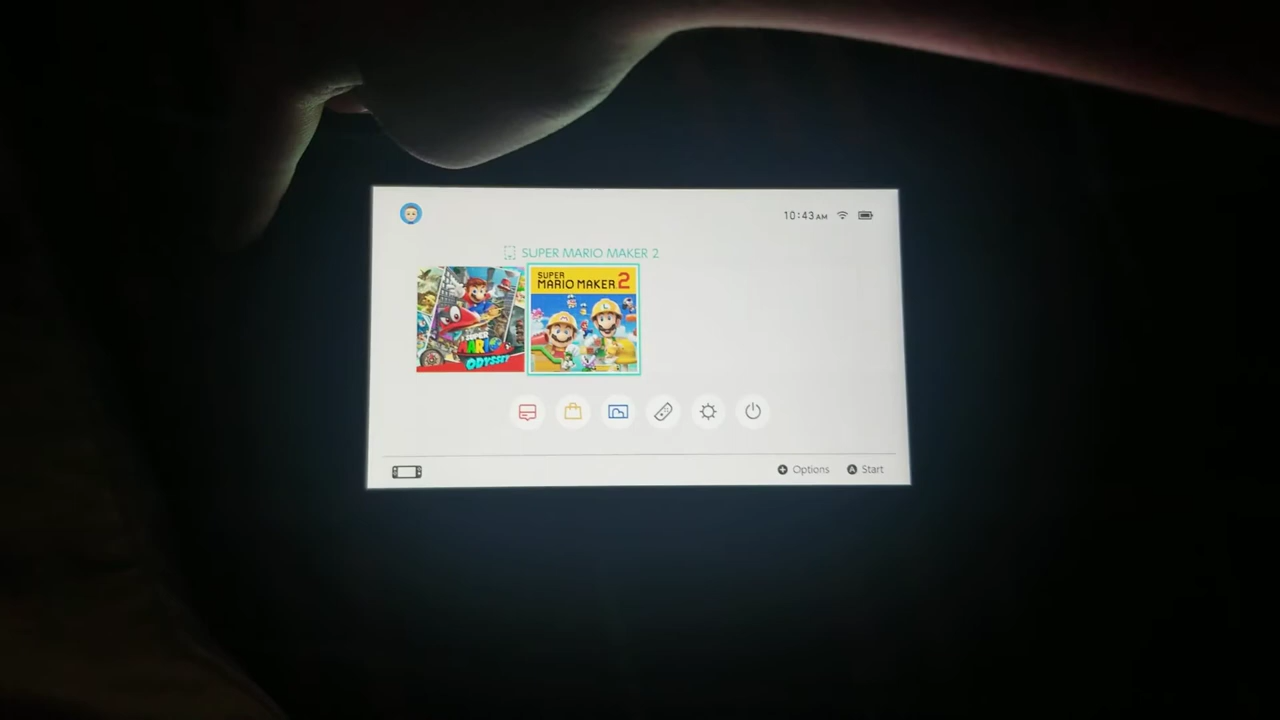 10:43 AM
SUPER MARIO MAKER 2
SUPER
MARIO
ODYSSEY
SUPER
MARIO MAKER 2
Options
Start